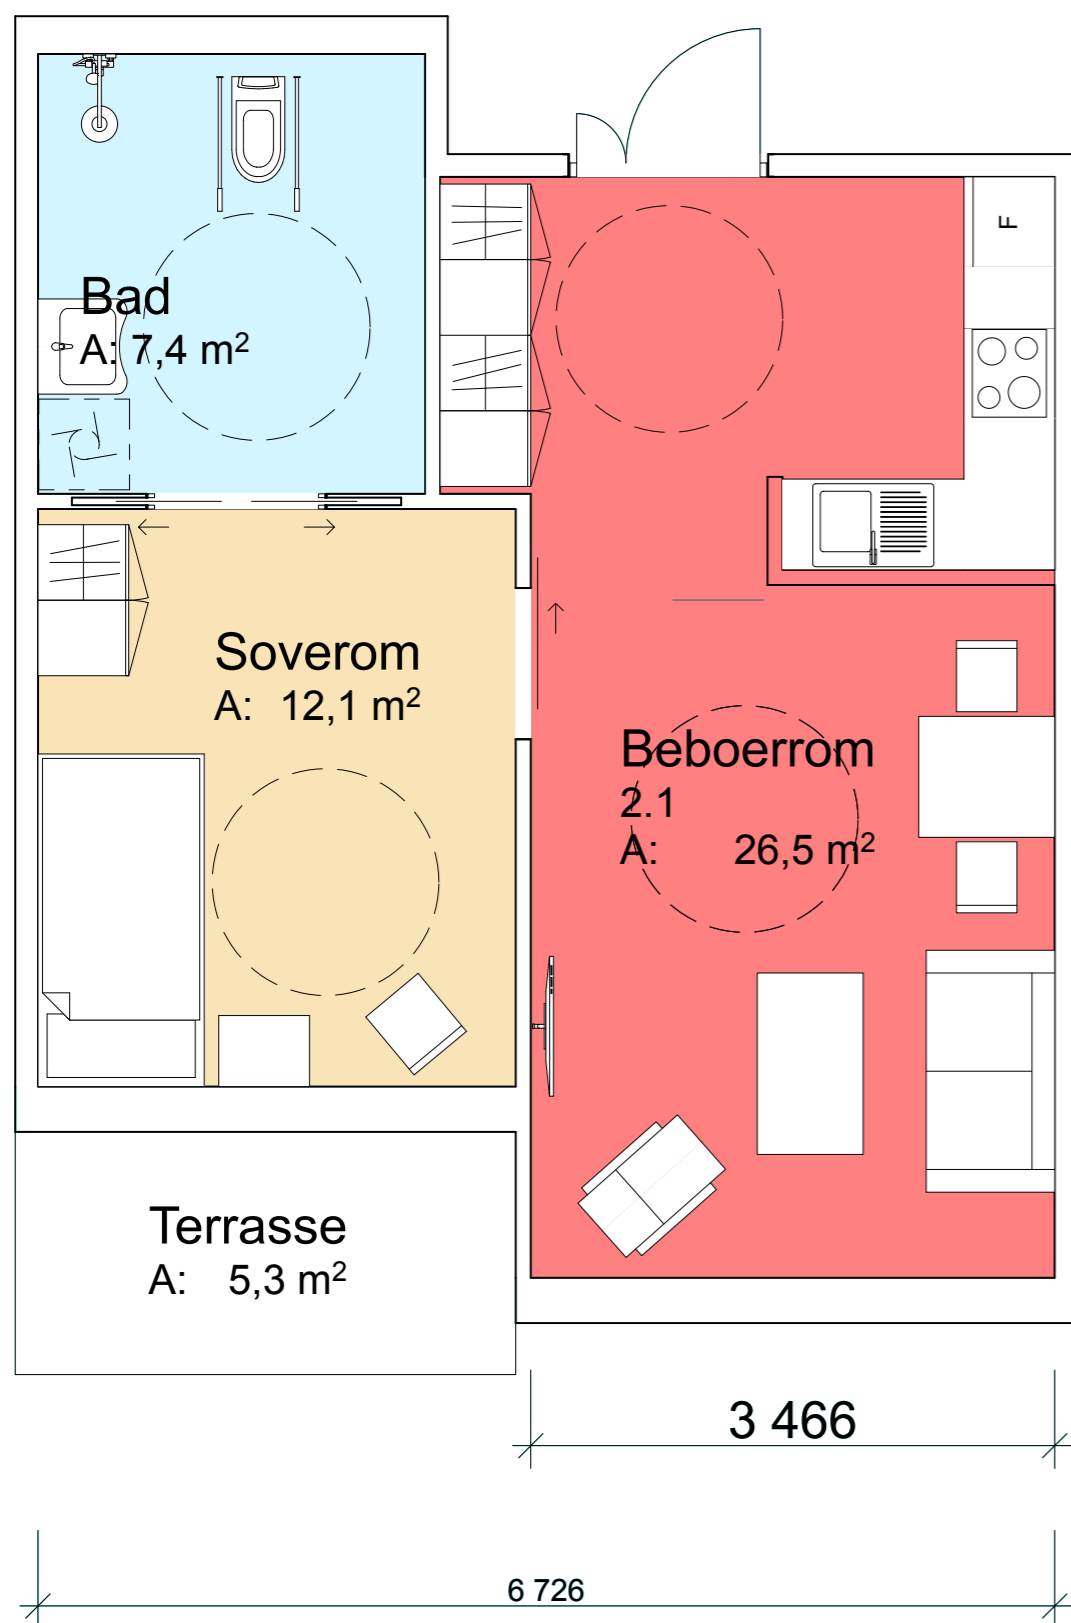 F
Bad
A: 7,4 m²
Soverom
A: 12,1 m²
Beboerrom
2.1
A: 26,5 m²
Terrasse
A: 5,3 m²
3 466
6 726